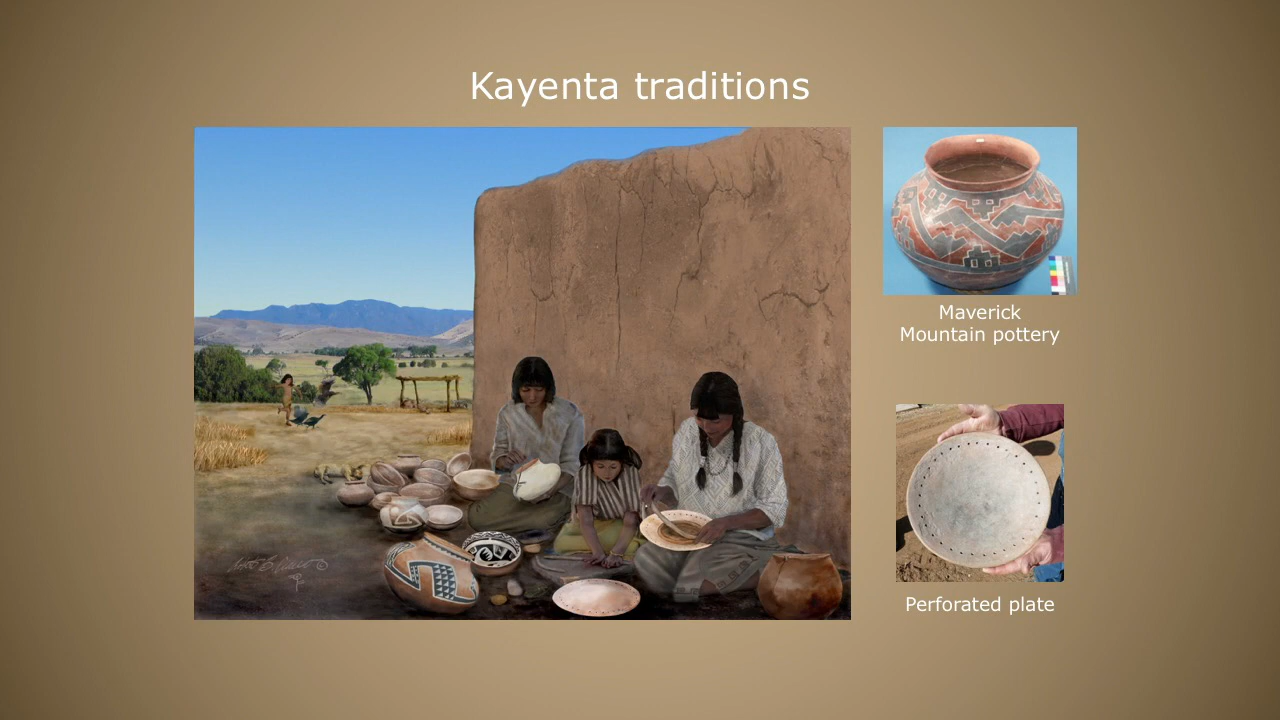 Kayenta traditions
Maverick
Mountain pottery
Perforated plate